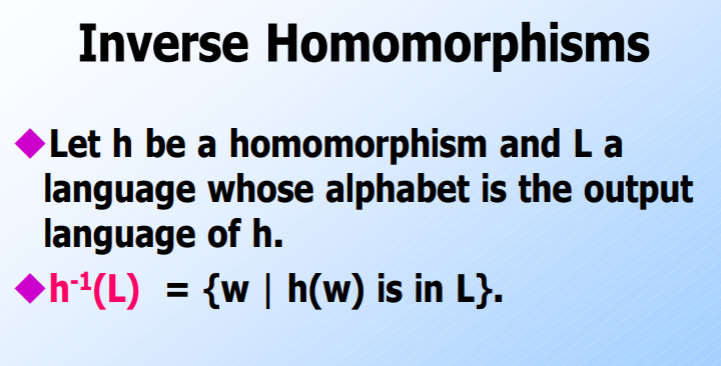 Inverse Homomorphisms
◆Let h be a homomorphism and L a
language whose alphabet is the output
language of h.
◆h⁻¹(L) = {w | h(w) is in L}.